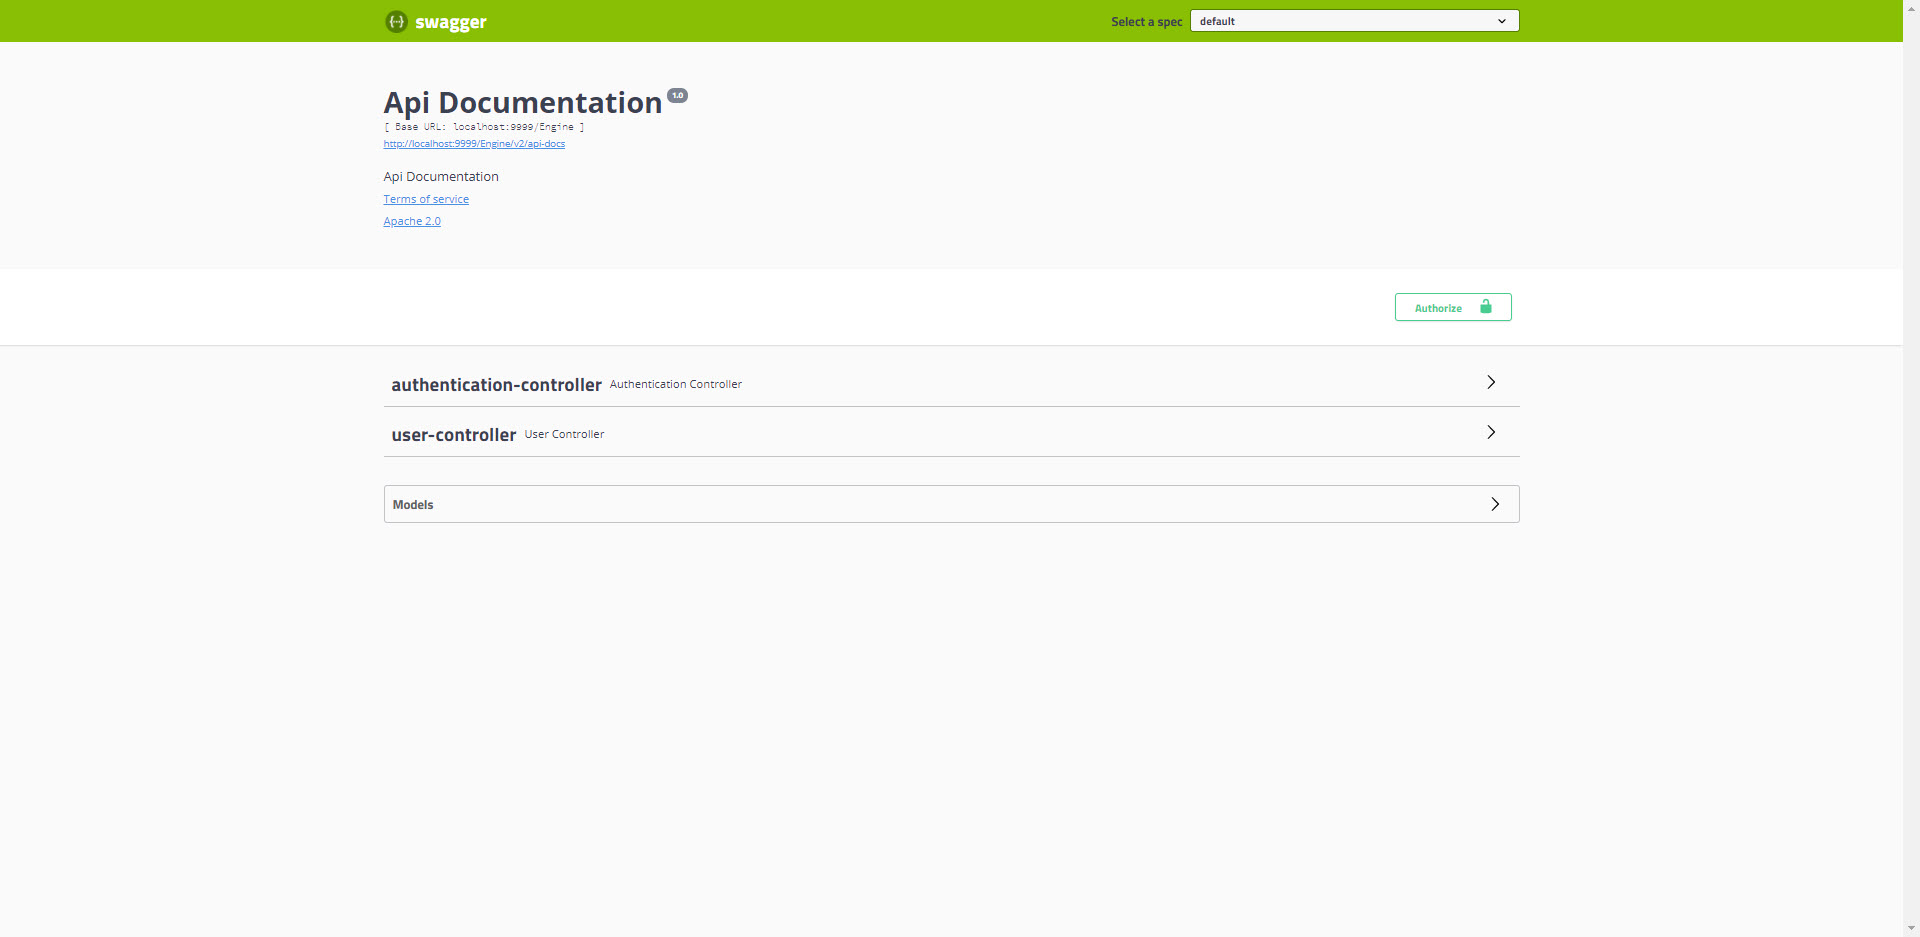 swagger
Select a spec
default
Api Documentation 1.0
[ Base URL: localhost:9999/Engine ]
http://localhost:9999/Engine/v2/api-docs
Api Documentation
Terms of service
Apache 2.0
Authorize
authentication-controller Authentication Controller
user-controller User Controller
Models